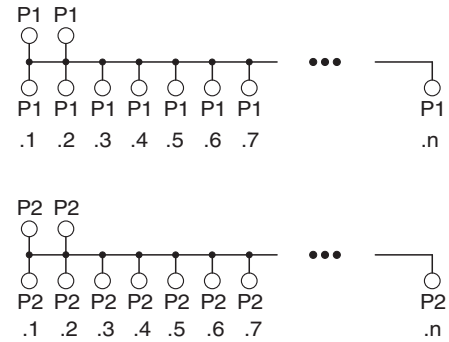 P1 P1
P1 P1 P1 P1 P1 P1 P1 P1
.1 .2 .3 .4 .5 .6 .7 .n
P2 P2
P2 P2 P2 P2 P2 P2 P2 P2
.1 .2 .3 .4 .5 .6 .7 .n